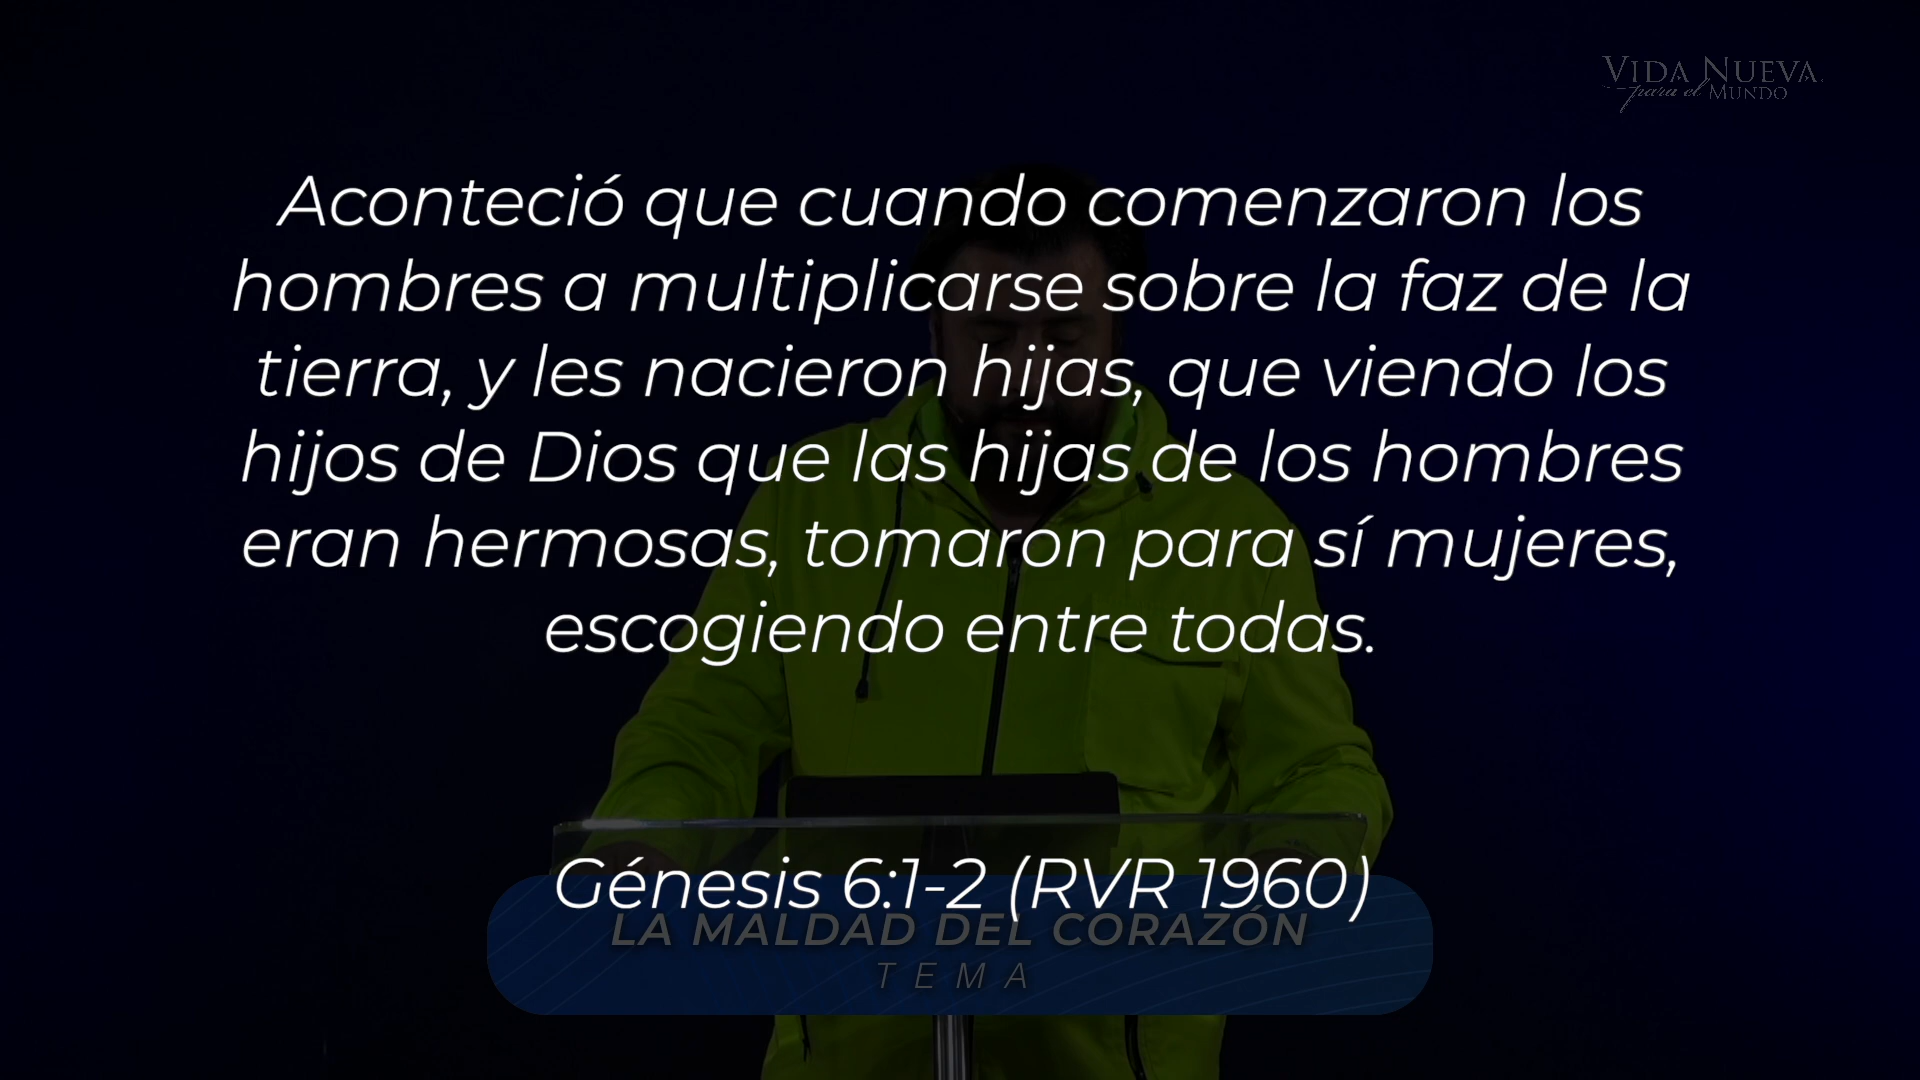 VIDA NUEVA
para el MUNDO
Aconteció que cuando comenzaron los
hombres a multiplicarse sobre la faz de la
tierra, y les nacieron hijas, que viendo los
hijos de Dios que las hijas de los hombres
eran hermosas, tomaron para sí mujeres,
escogiendo entre todas.
Génesis 6:1-2 (RVR 1960)
LA MALDAD DEL CORAZÓN
TEMA